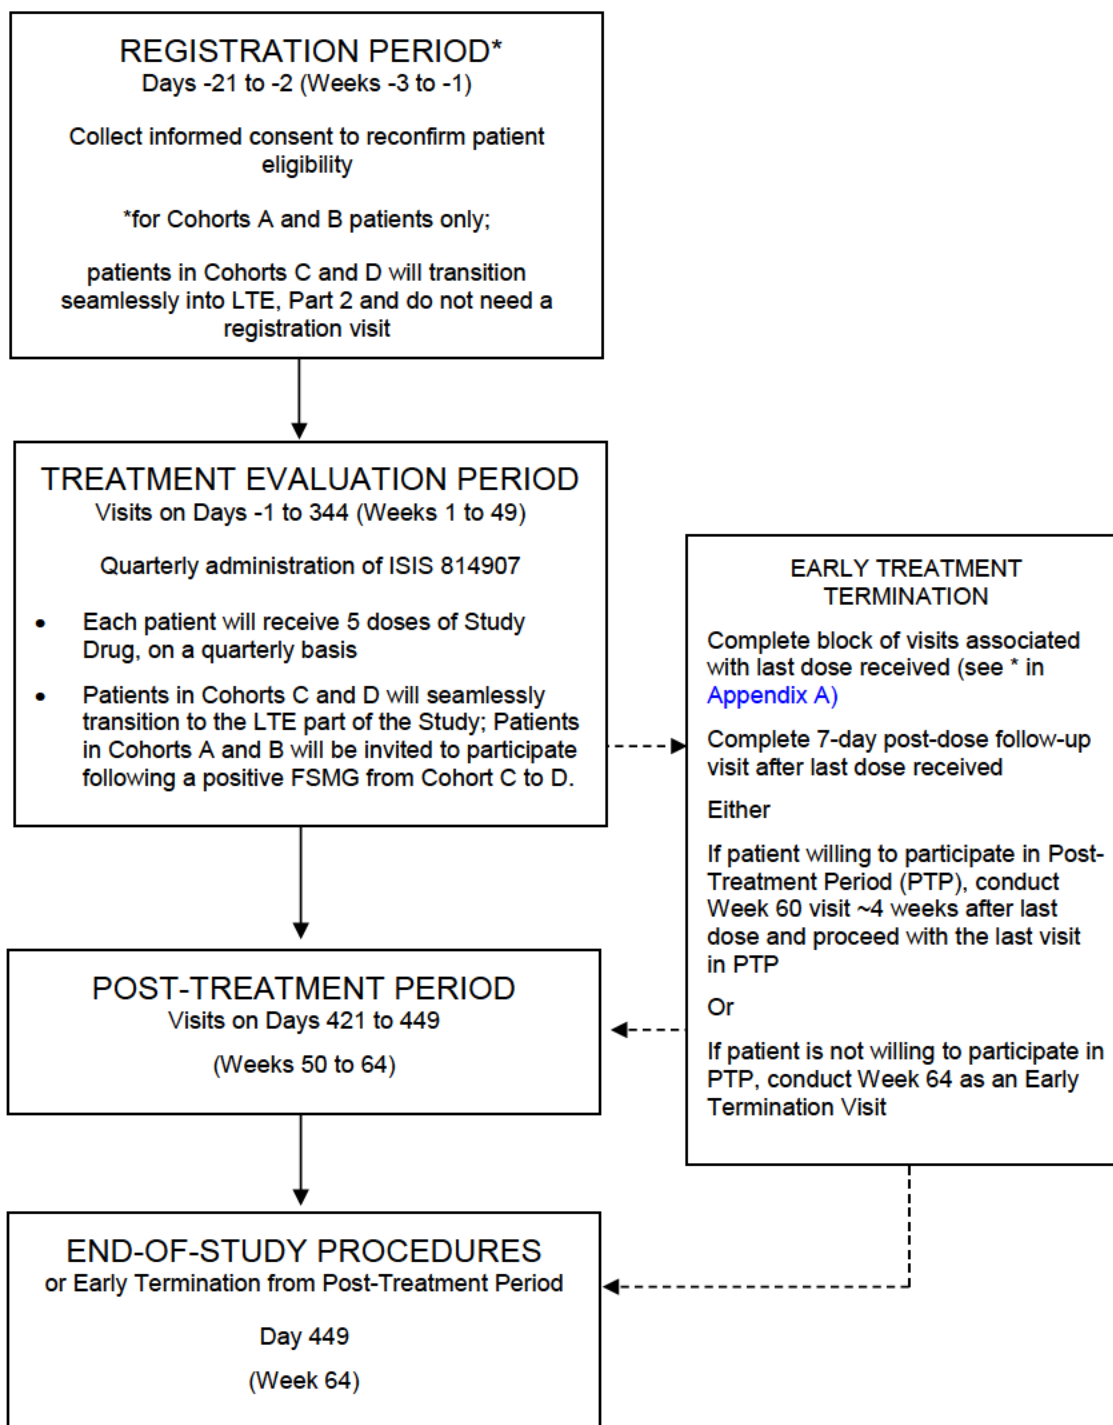 REGISTRATION PERIOD*
Days -21 to -2 (Weeks -3 to -1)
Collect informed consent to reconfirm patient
eligibility
*for Cohorts A and B patients only;
patients in Cohorts C and D will transition
seamlessly into LTE, Part 2 and do not need a
registration visit
TREATMENT EVALUATION PERIOD
Visits on Days -1 to 344 (Weeks 1 to 49)
Quarterly administration of ISIS 814907
• Each patient will receive 5 doses of Study
Drug, on a quarterly basis
• Patients in Cohorts C and D will seamlessly
transition to the LTE part of the Study; Patients
in Cohorts A and B will be invited to participate
following a positive FSMG from Cohort C to D.
EARLY TREATMENT
TERMINATION
Complete block of visits associated
with last dose received (see * in
Appendix A)
Complete 7-day post-dose follow-up
visit after last dose received
Either
If patient willing to participate in Post-
Treatment Period (PTP), conduct
Week 60 visit ~4 weeks after last
dose and proceed with the last visit
in PTP
Or
If patient is not willing to participate in
PTP, conduct Week 64 as an Early
Termination Visit
POST-TREATMENT PERIOD
Visits on Days 421 to 449
(Weeks 50 to 64)
END-OF-STUDY PROCEDURES
or Early Termination from Post-Treatment Period
Day 449
(Week 64)